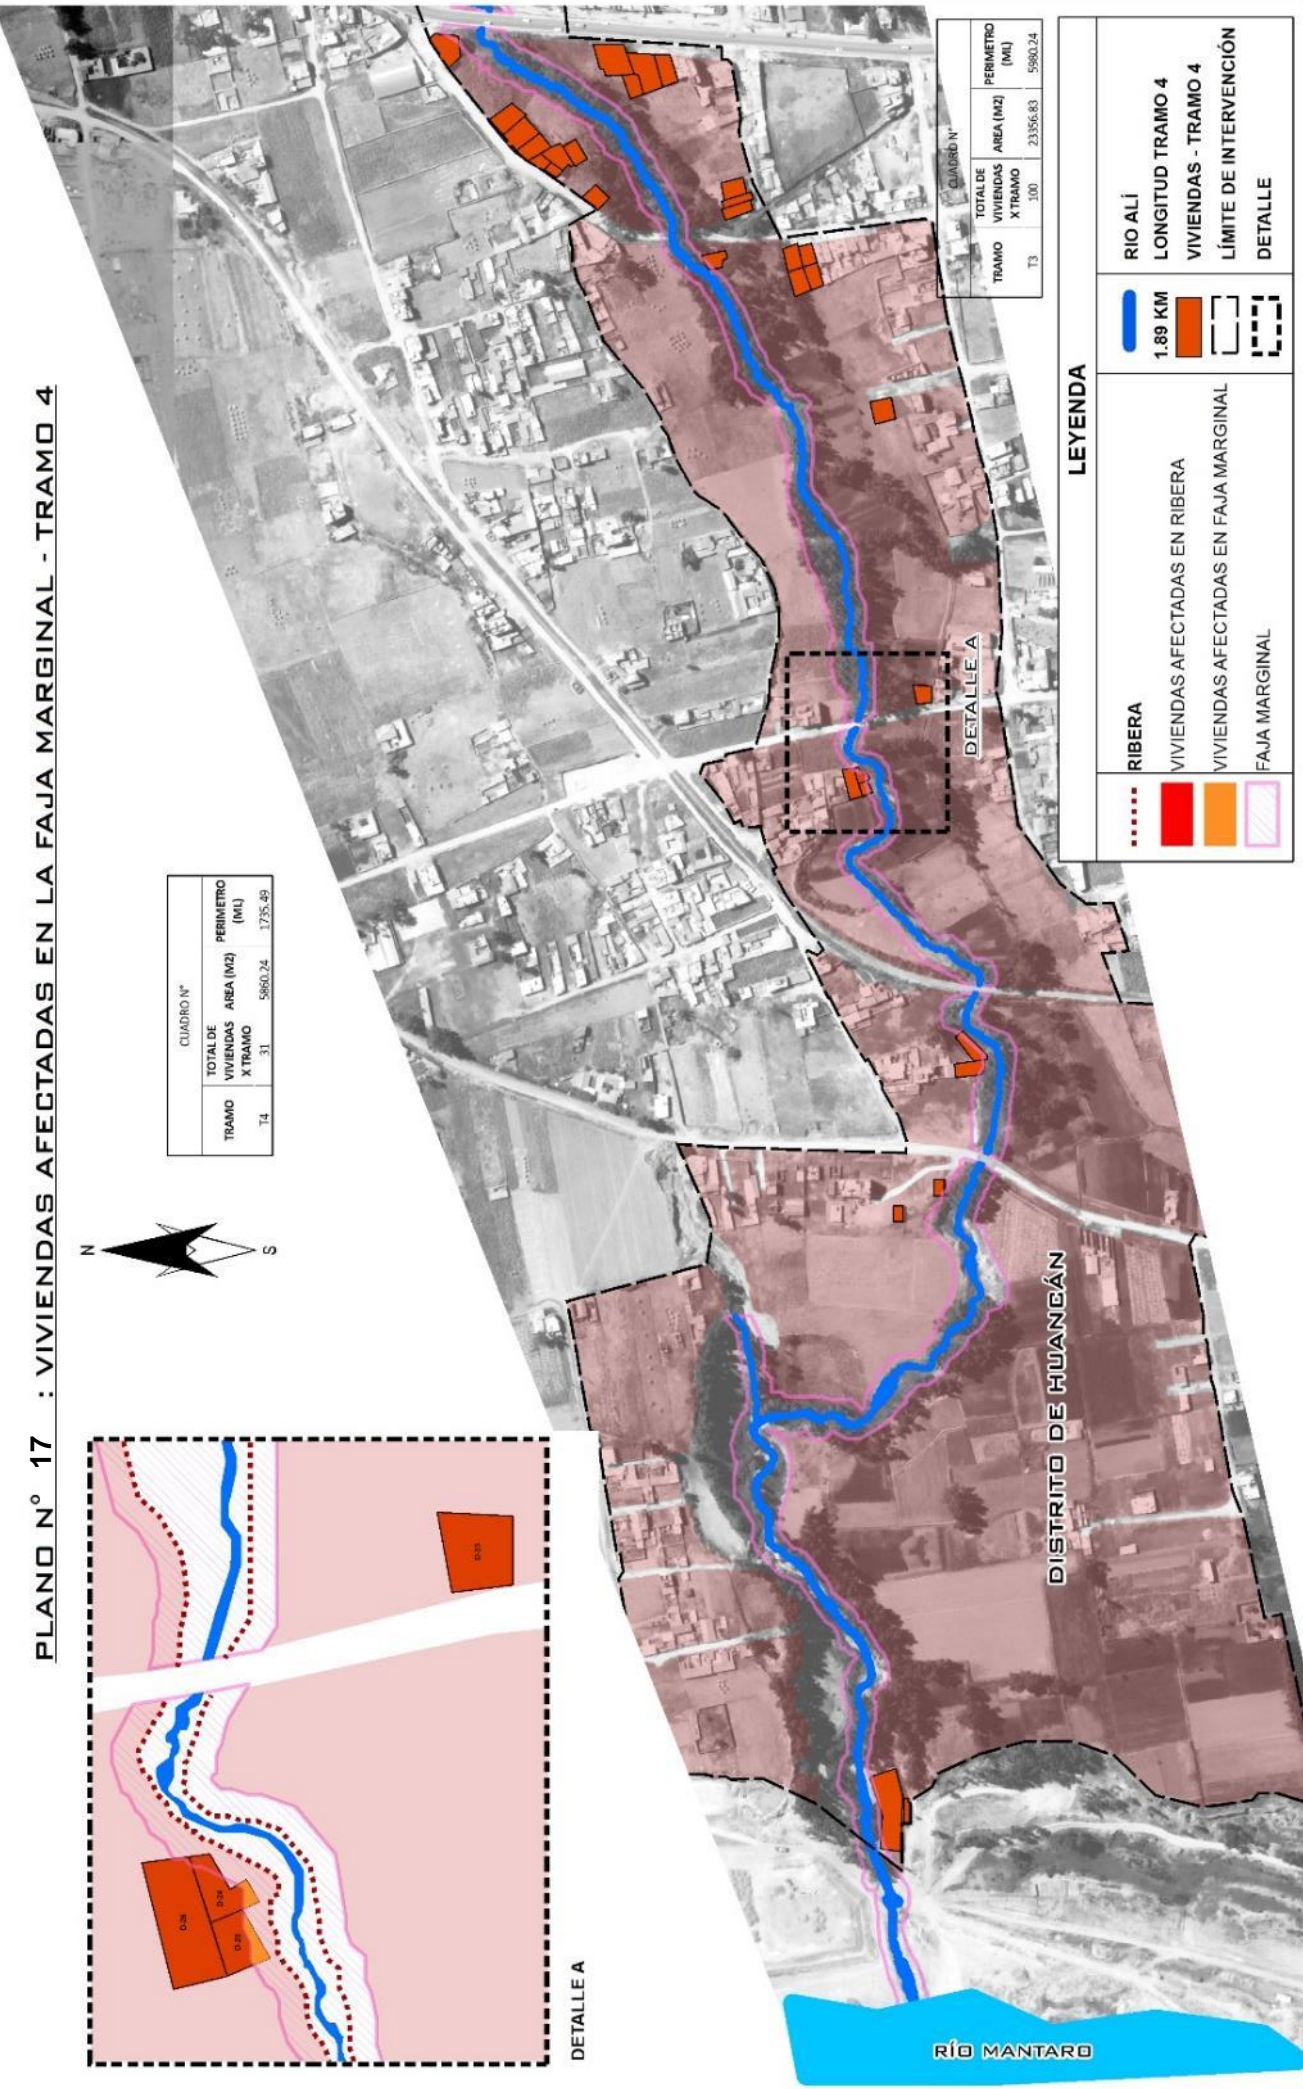 PLANO N° 17 : VIVIENDAS AFECTADAS EN LA FAJA MARGINAL - TRAMO 4
N
S
CUADRO N°
TRAMO
TOTAL DE VIVIENDAS X TRAMO
AREA (M2)
PERIMETRO (ML)
T4 31 5860.24 1735.49
D-26
D-24
D-25
D-23
DETALLE A
CUADRO N°
TRAMO
TOTAL DE VIVIENDAS X TRAMO
AREA (M2)
PERIMETRO (ML)
T3 100 23356.83 5980.24
DETALLE A
DISTRITO DE HUANCÁN
RÍO MANTARO
LEYENDA
RIBERA
VIVIENDAS AFECTADAS EN RIBERA
VIVIENDAS AFECTADAS EN FAJA MARGINAL
FAJA MARGINAL
RIO ALÍ
1.89 KM LONGITUD TRAMO 4
VIVIENDAS - TRAMO 4
LÍMITE DE INTERVENCIÓN
DETALLE